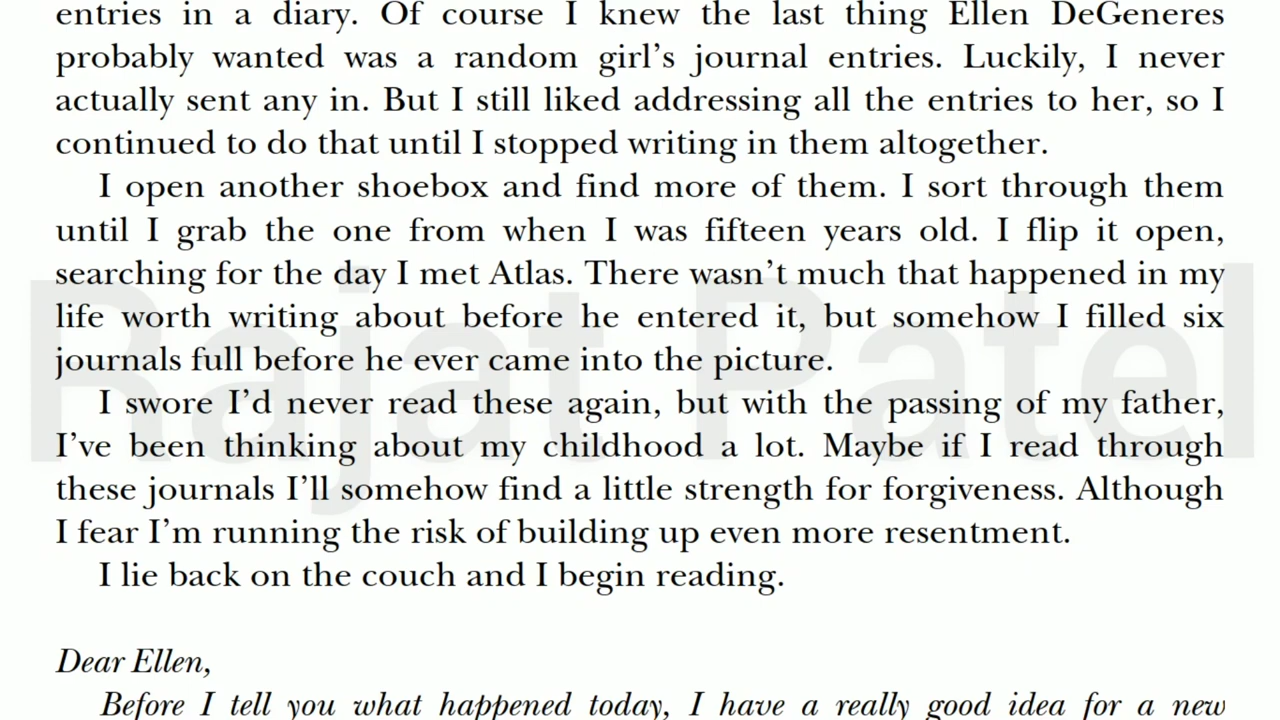 entries in a diary. Of course I knew the last thing Ellen DeGeneres
probably wanted was a random girl’s journal entries. Luckily, I never
actually sent any in. But I still liked addressing all the entries to her, so I
continued to do that until I stopped writing in them altogether.
I open another shoebox and find more of them. I sort through them
until I grab the one from when I was fifteen years old. I flip it open,
searching for the day I met Atlas. There wasn’t much that happened in my
life worth writing about before he entered it, but somehow I filled six
journals full before he ever came into the picture.
Rajat Patel
I swore I’d never read these again, but with the passing of my father,
I’ve been thinking about my childhood a lot. Maybe if I read through
these journals I’ll somehow find a little strength for forgiveness. Although
I fear I’m running the risk of building up even more resentment.
I lie back on the couch and I begin reading.
Dear Ellen,
Before I tell you what happened today, I have a really good idea for a new